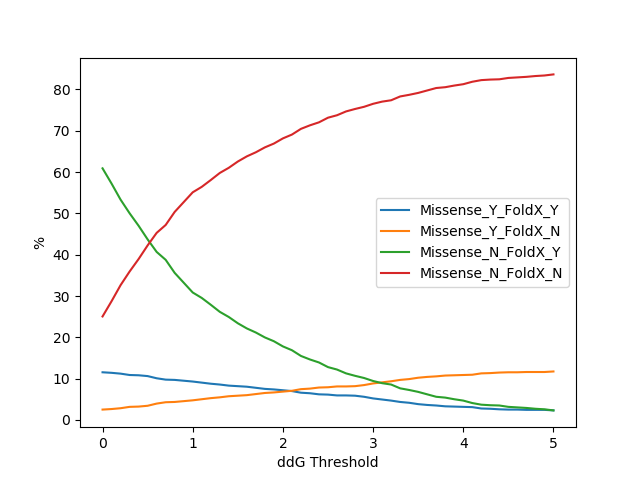 %
80
70
60
50
40
30
20
10
0
Missense_Y_FoldX_Y
Missense_Y_FoldX_N
Missense_N_FoldX_Y
Missense_N_FoldX_N
0 1 2 3 4 5
ddG Threshold